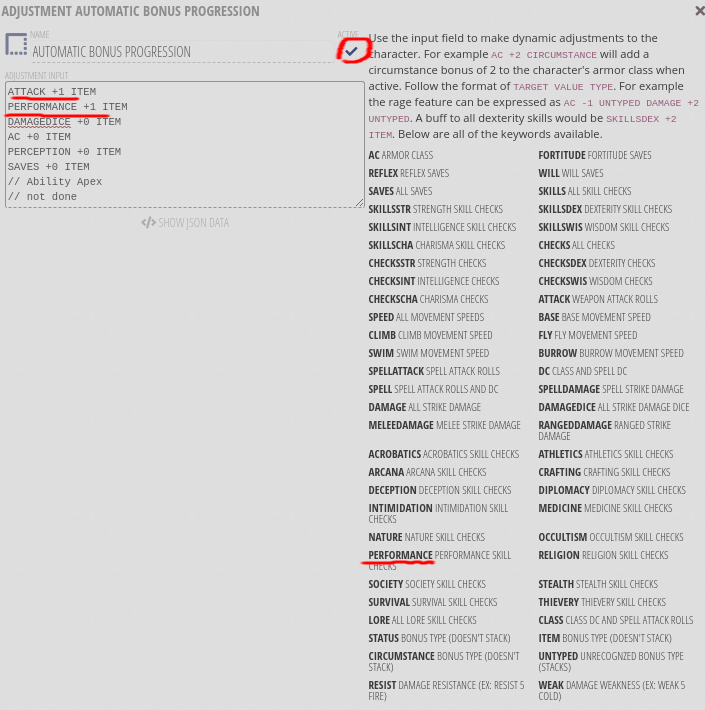 ADJUSTMENT AUTOMATIC BONUS PROGRESSION
NAME
AUTOMATIC BONUS PROGRESSION
ACTIVE
ADJUSTMENT INPUT
ATTACK +1 ITEM
PERFORMANCE +1 ITEM
DAMAGEDICE +0 ITEM
AC +0 ITEM
PERCEPTION +0 ITEM
SAVES +0 ITEM
// Ability Apex
// not done
</> SHOW JSON DATA
Use the input field to make dynamic adjustments to the
character. For example AC +2 CIRCUMSTANCE will add a
circumstance bonus of 2 to the character's armor class when
active. Follow the format of TARGET VALUE TYPE. For example
the rage feature can be expressed as AC -1 UNTYPED DAMAGE +2
UNTYPED. A buff to all dexterity skills would be SKILLSDEX +2
ITEM. Below are all of the keywords available.
AC ARMOR CLASS
FORTITUDE FORTITUDE SAVES
REFLEX REFLEX SAVES
WILL WILL SAVES
SAVES ALL SAVES
SKILLS ALL SKILL CHECKS
SKILLSSTR STRENGTH SKILL CHECKS
SKILLSDEX DEXTERITY SKILL CHECKS
SKILLSINT INTELLIGENCE SKILL CHECKS
SKILLSWIS WISDOM SKILL CHECKS
SKILLSCHA CHARISMA SKILL CHECKS
CHECKS ALL CHECKS
CHECKSSTR STRENGTH CHECKS
CHECKSDEX DEXTERITY CHECKS
CHECKSINT INTELLIGENCE CHECKS
CHECKSWIS WISDOM CHECKS
CHECKSCHA CHARISMA CHECKS
ATTACK WEAPON ATTACK ROLLS
SPEED ALL MOVEMENT SPEEDS
BASE BASE MOVEMENT SPEED
CLIMB CLIMB MOVEMENT SPEED
FLY FLY MOVEMENT SPEED
SWIM SWIM MOVEMENT SPEED
BURROW BURROW MOVEMENT SPEED
SPELLATTACK SPELL ATTACK ROLLS
DC CLASS AND SPELL DC
SPELL SPELL ATTACK ROLLS AND DC
SPELLDAMAGE SPELL STRIKE DAMAGE
DAMAGE ALL STRIKE DAMAGE
DAMAGEDICE ALL STRIKE DAMAGE DICE
MELEEDAMAGE MELEE STRIKE DAMAGE
RANGEDDAMAGE RANGED STRIKE
DAMAGE
ACROBATICS ACROBATICS SKILL CHECKS
ATHLETICS ATHLETICS SKILL CHECKS
ARCANA ARCANA SKILL CHECKS
CRAFTING CRAFTING SKILL CHECKS
DECEPTION DECEPTION SKILL CHECKS
DIPLOMACY DIPLOMACY SKILL CHECKS
INTIMIDATION INTIMIDATION SKILL
CHECKS
MEDICINE MEDICINE SKILL CHECKS
NATURE NATURE SKILL CHECKS
OCCULTISM OCCULTISM SKILL CHECKS
PERFORMANCE PERFORMANCE SKILL
CHECKS
RELIGION RELIGION SKILL CHECKS
SOCIETY SOCIETY SKILL CHECKS
STEALTH STEALTH SKILL CHECKS
SURVIVAL SURVIVAL SKILL CHECKS
THIEVERY THIEVERY SKILL CHECKS
LORE ALL LORE SKILL CHECKS
CLASS CLASS DC AND SPELL ATTACK ROLLS
STATUS BONUS TYPE (DOESN'T STACK)
ITEM BONUS TYPE (DOESN'T STACK)
CIRCUMSTANCE BONUS TYPE (DOESN'T
STACK)
UNTYPED UNRECOGNZED BONUS TYPE
(STACKS)
RESIST DAMAGE RESISTANCE (EX: RESIST 5
FIRE)
WEAK DAMAGE WEAKNESS (EX: WEAK 5
COLD)